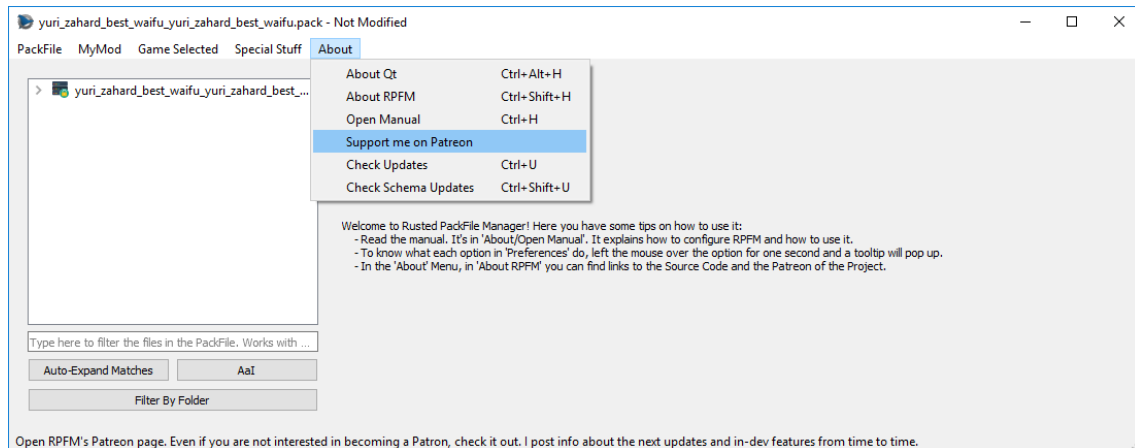 yuri_zahard_best_waifu_yuri_zahard_best_waifu.pack - Not Modified
PackFile MyMod Game Selected Special Stuff About
yuri_zahard_best_waifu_yuri_zahard_best_...
About Qt Ctrl+Alt+H
About RPFM Ctrl+Shift+H
Open Manual Ctrl+H
Support me on Patreon
Check Updates Ctrl+U
Check Schema Updates Ctrl+Shift+U
Welcome to Rusted PackFile Manager! Here you have some tips on how to use it:
- Read the manual. It's in 'About/Open Manual'. It explains how to configure RPFM and how to use it.
- To know what each option in 'Preferences' do, left the mouse over the option for one second and a tooltip will pop up.
- In the 'About' Menu, in 'About RPFM' you can find links to the Source Code and the Patreon of the Project.
Type here to filter the files in the PackFile. Works with ...
Auto-Expand Matches AaI
Filter By Folder
Open RPFM's Patreon page. Even if you are not interested in becoming a Patron, check it out. I post info about the next updates and in-dev features from time to time.